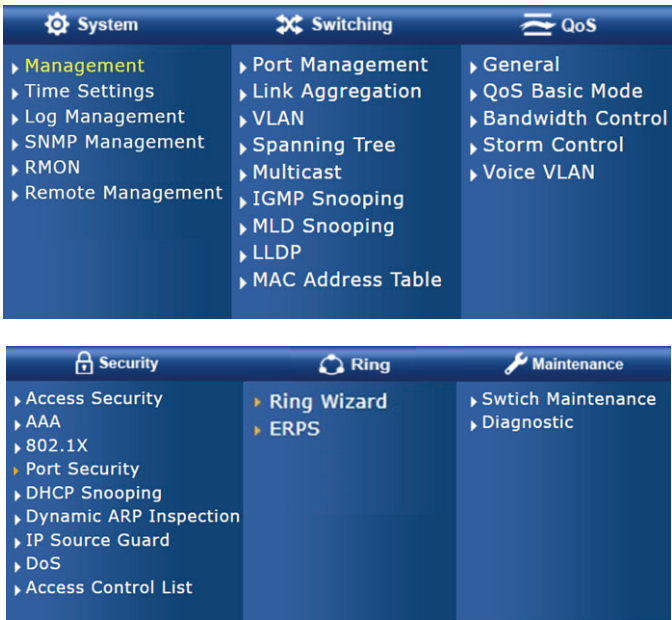 System
Management
Time Settings
Log Management
SNMP Management
RMON
Remote Management
Switching
Port Management
Link Aggregation
VLAN
Spanning Tree
Multicast
IGMP Snooping
MLD Snooping
LLDP
MAC Address Table
QoS
General
QoS Basic Mode
Bandwidth Control
Storm Control
Voice VLAN
Security
Access Security
AAA
802.1X
Port Security
DHCP Snooping
Dynamic ARP Inspection
IP Source Guard
DoS
Access Control List
Ring
Ring Wizard
ERPS
Maintenance
Swtich Maintenance
Diagnostic